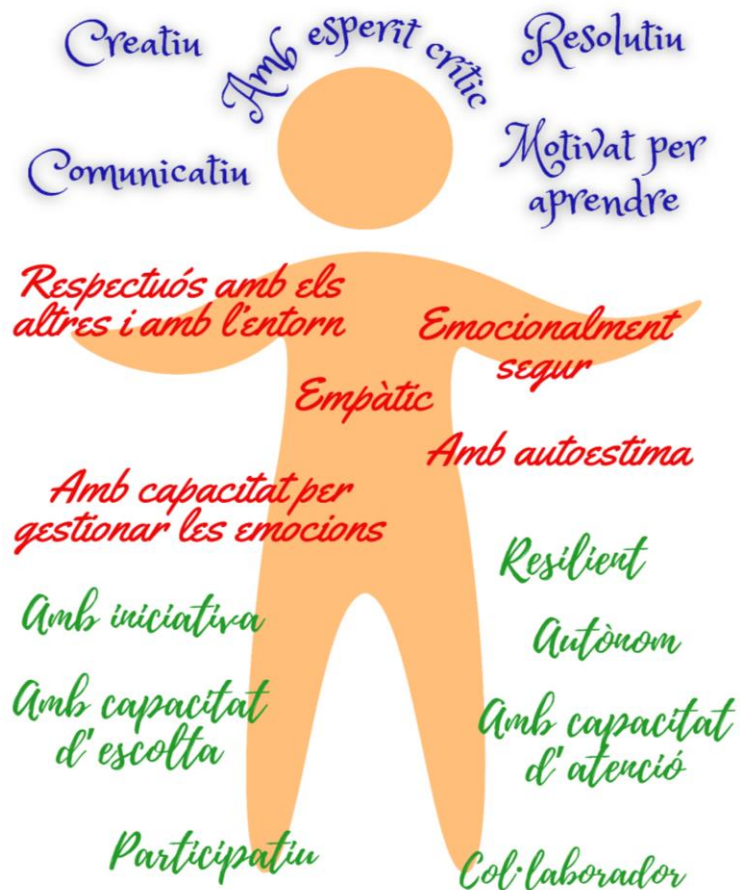 Creatiu
Amb esperit crític
Resolutiu
Comunicatiu
Motivat per
aprendre
Respectuós amb els
altres i amb l'entorn
Emocionalment
segur
Empàtic
Amb autoestima
Amb capacitat per
gestionar les emocions
Resilient
Amb iniciativa
Autònom
Amb capacitat
d'escolta
Amb capacitat
d'atenció
Participatiu
Col·laborador